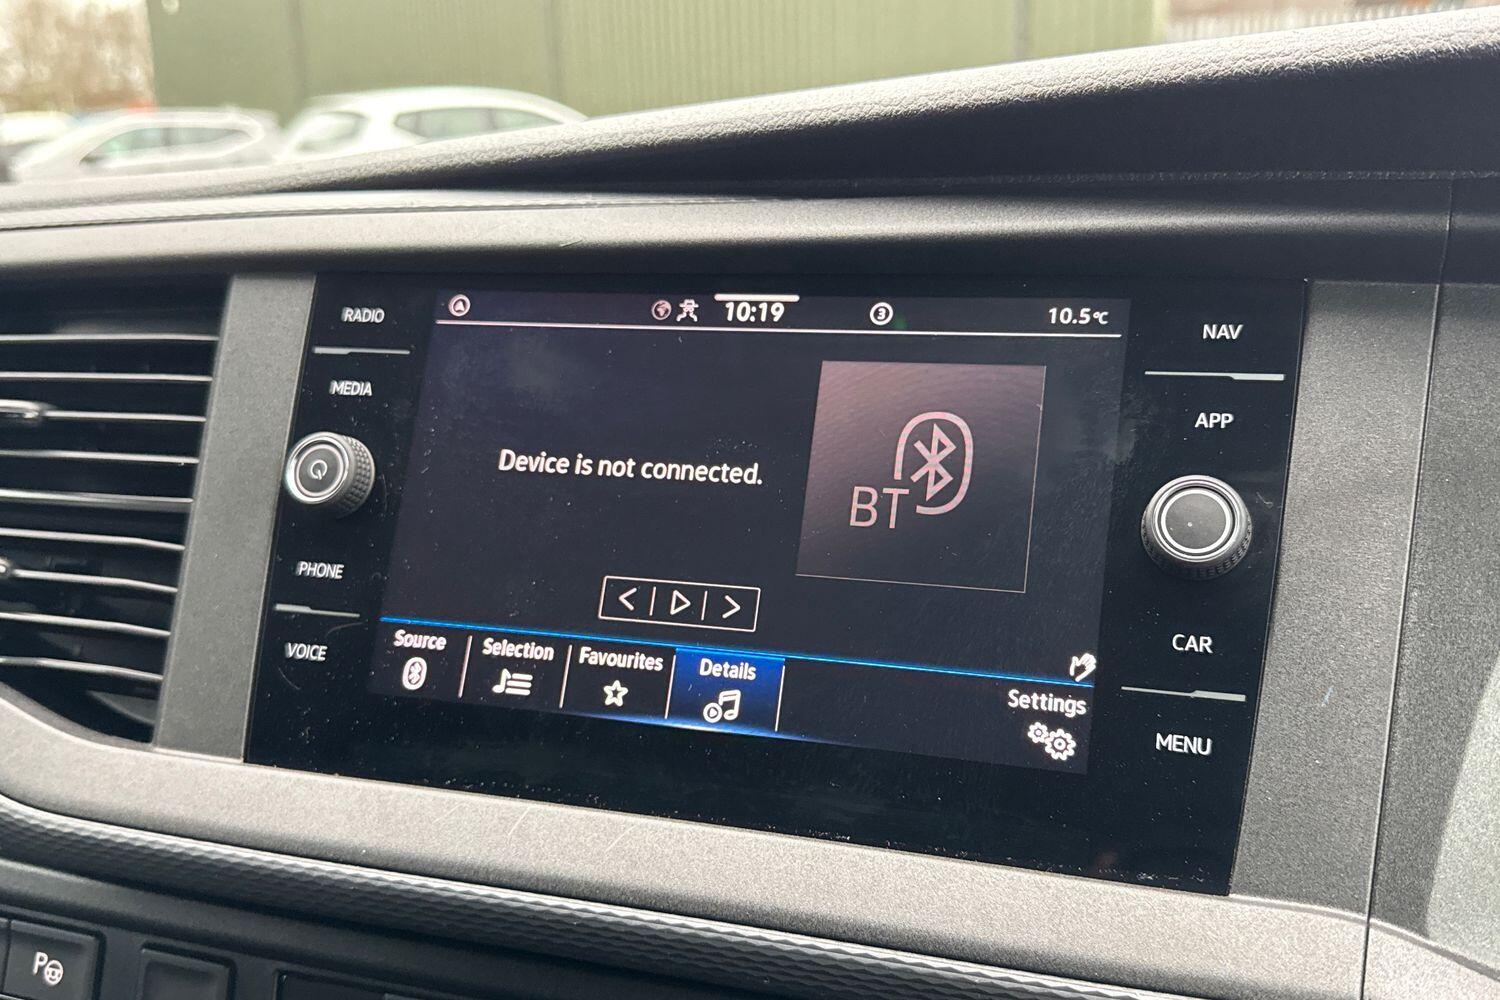 RADIO
MEDIA
PHONE
VOICE
10:19
3
10.5°C
Device is not connected.
BT
Source
Selection
Favourites
Details
Settings
NAV
APP
CAR
MENU
P